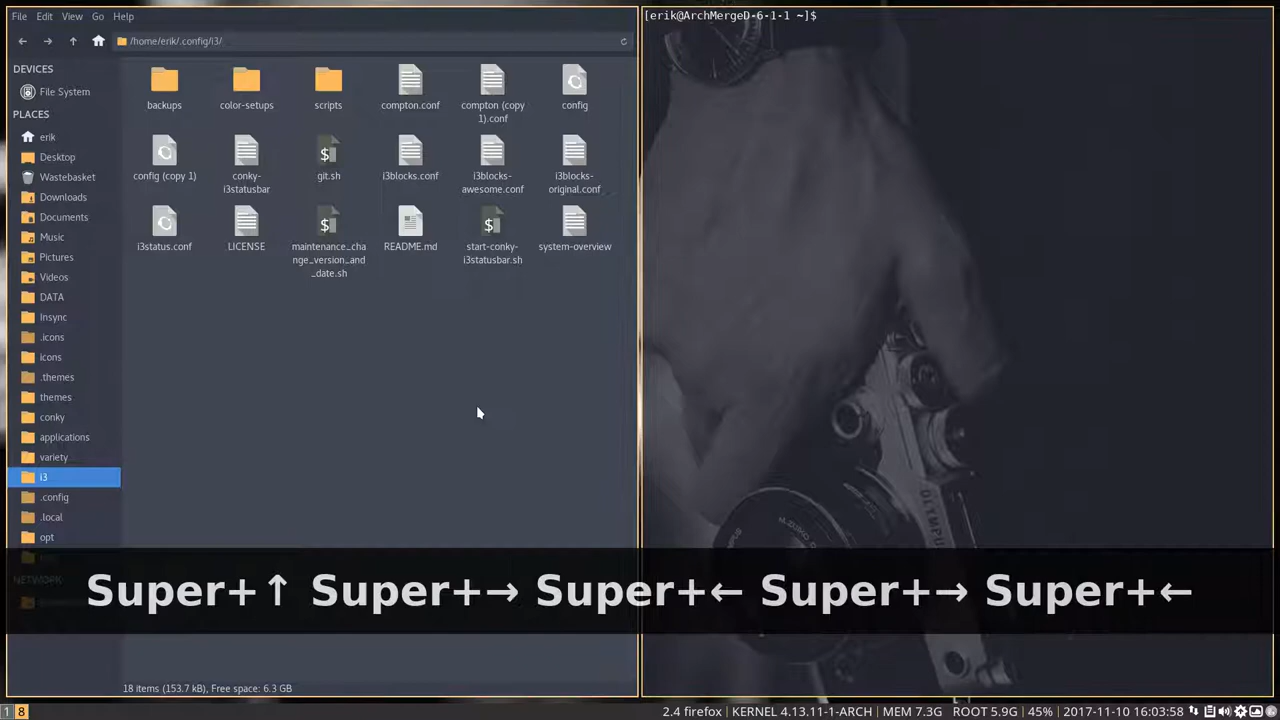 File Edit View Go Help
/home/erik/.config/i3/
DEVICES
File System
PLACES
erik
Desktop
Wastebasket
Downloads
Documents
Music
Pictures
Videos
DATA
Insync
.icons
icons
.themes
themes
conky
applications
variety
i3
.config
.local
opt
NETWORK
backups
color-setups
scripts
compton.conf
compton (copy
1).conf
config
config (copy 1)
conky-
i3statusbar
git.sh
i3blocks.conf
i3blocks-
awesome.conf
i3blocks-
original.conf
i3status.conf
LICENSE
maintenance_cha
nge_version_and
_date.sh
README.md
start-conky-
i3statusbar.sh
system-overview
18 items (153.7 kB), Free space: 6.3 GB
[erik@ArchMergeD-6-1-1 ~]$
OLYMPUS
Super+↑ Super+→ Super+← Super+→ Super+←
1 8
2.4 firefox | KERNEL 4.13.11-1-ARCH | MEM 7.3G ROOT 5.9G | 45% | 2017-11-10 16:03:58